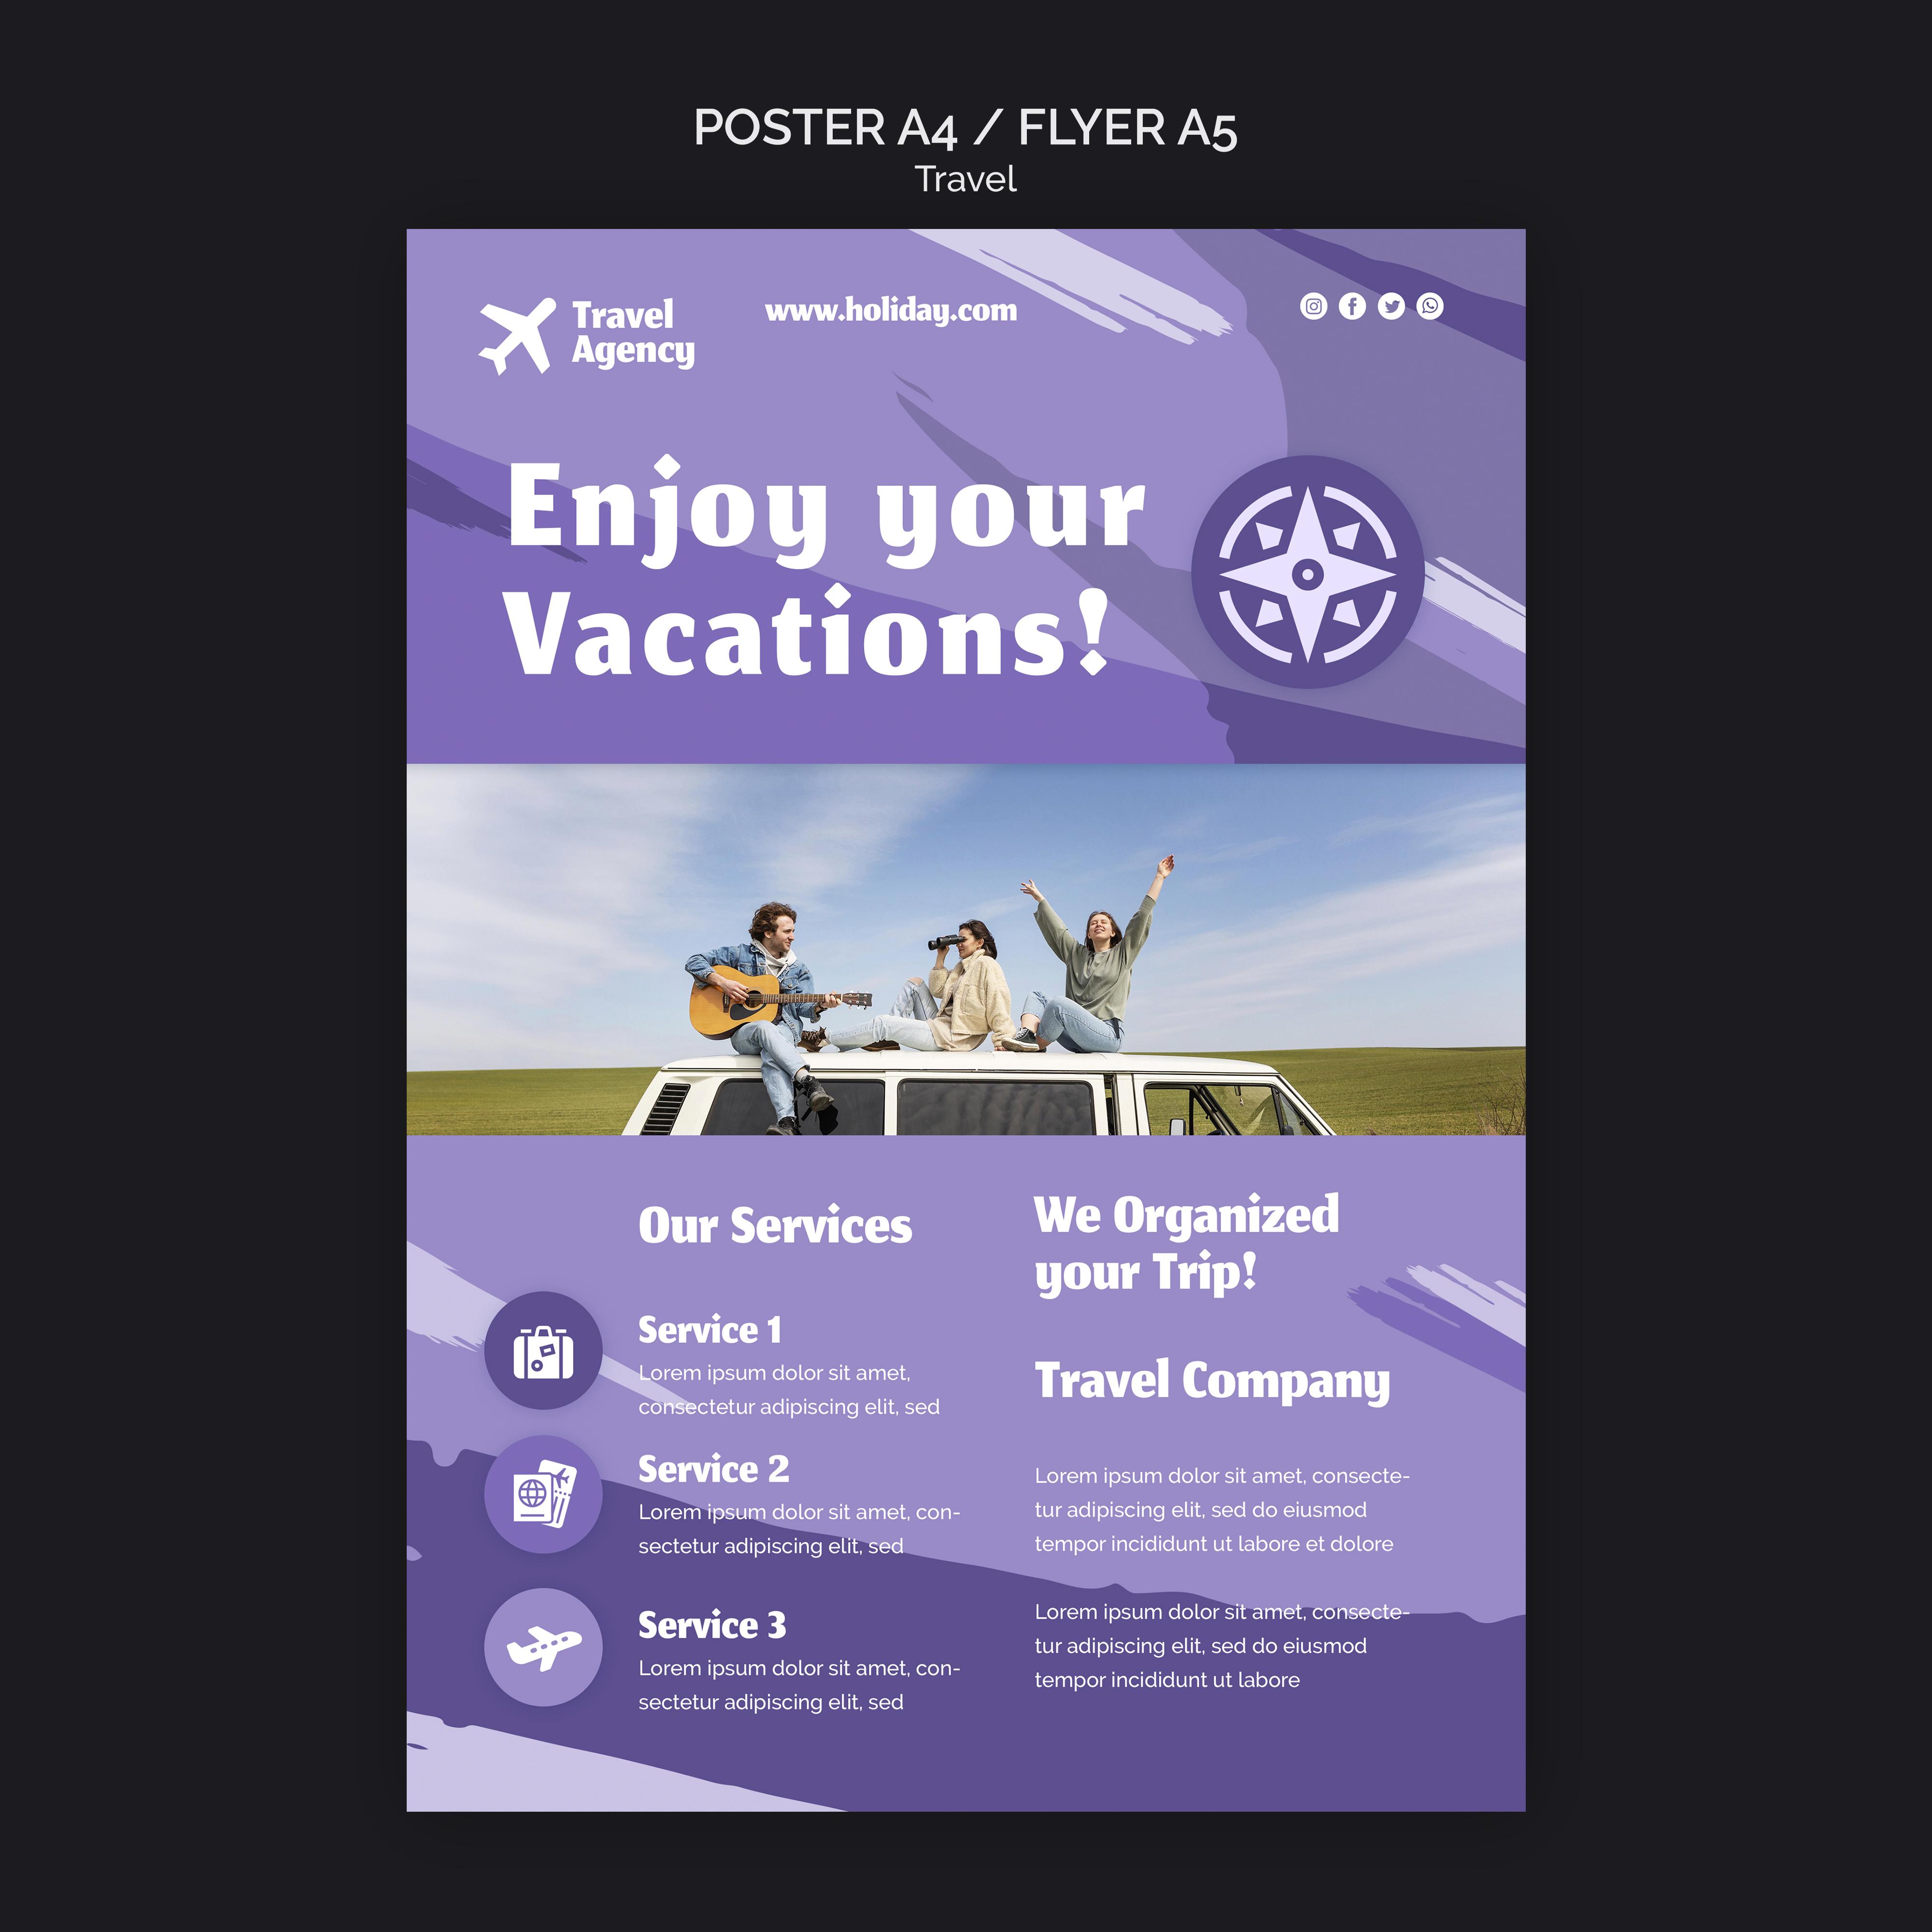 POSTER A4 / FLYER A5
Travel
Travel
Agency
www.holiday.com
Enjoy your
Vacations!
Our Services
Service 1
Lorem ipsum dolor sit amet,
consectetur adipiscing elit, sed
Service 2
Lorem ipsum dolor sit amet, con-
sectetur adipiscing elit, sed
Service 3
Lorem ipsum dolor sit amet, con-
sectetur adipiscing elit, sed
We Organized
your Trip!
Travel Company
Lorem ipsum dolor sit amet, consecte-
tur adipiscing elit, sed do eiusmod
tempor incididunt ut labore et dolore
Lorem ipsum dolor sit amet, consecte-
tur adipiscing elit, sed do eiusmod
tempor incididunt ut labore